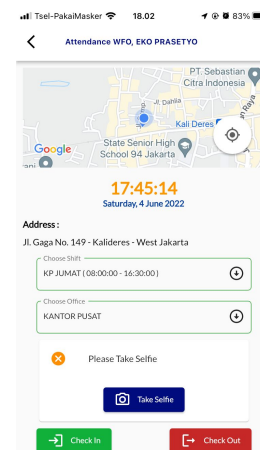 Tsel-PakaiMasker 18.02 83%
Attendance WFO, EKO PRASETYO
PT. Sebastian
Citra Indonesia
Jl. Dahlia
Kali Deres
Google
State Senior High
School 94 Jakarta
17:45:14
Saturday, 4 June 2022
Address :
Jl. Gaga No. 149 - Kalideres - West Jakarta
Choose Shift
KP JUMAT ( 08:00:00 - 16:30:00 )
Choose Office
KANTOR PUSAT
Please Take Selfie
Take Selfie
Check In
Check Out